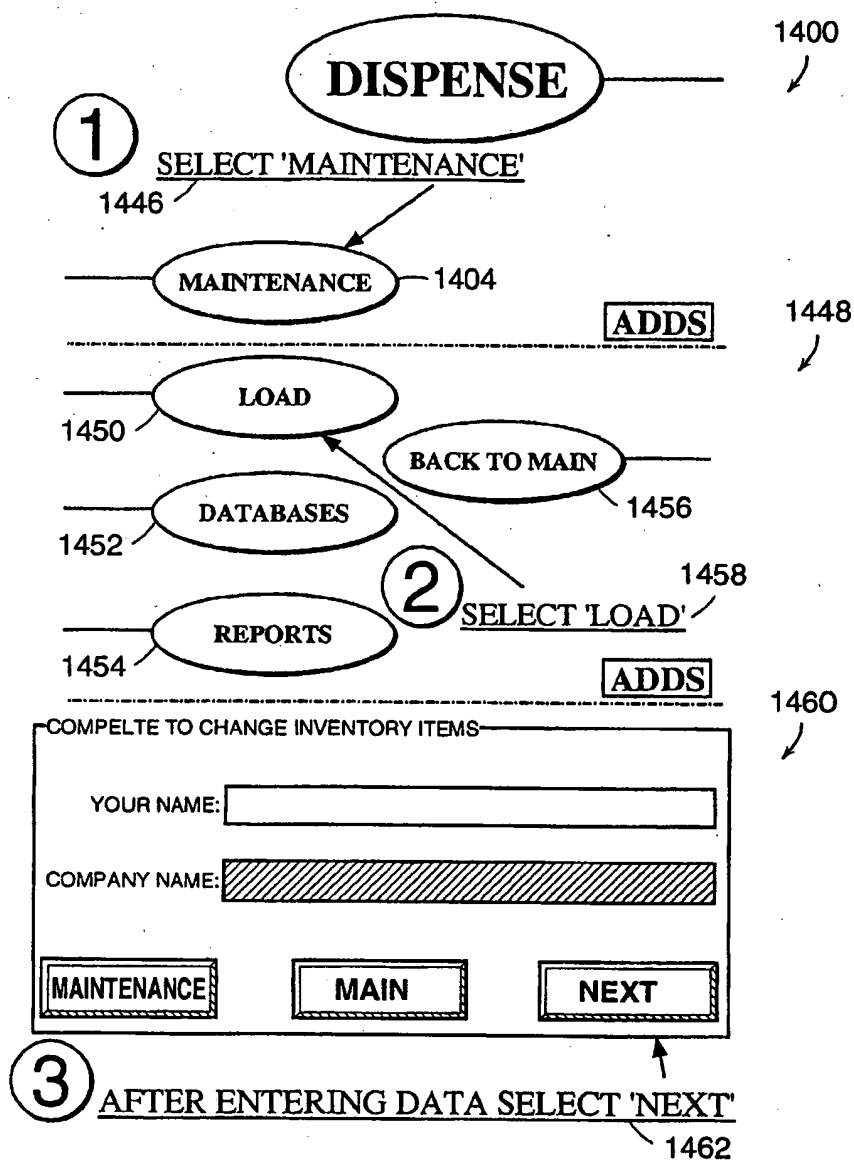 1400
DISPENSE
1
SELECT 'MAINTENANCE'
1446
MAINTENANCE
1404
ADDS
1448
LOAD
1450
BACK TO MAIN
1456
DATABASES
1452
2
1458
SELECT 'LOAD'
REPORTS
1454
ADDS
1460
COMPELTE TO CHANGE INVENTORY ITEMS
YOUR NAME:
COMPANY NAME:
MAINTENANCE
MAIN
NEXT
3
AFTER ENTERING DATA SELECT 'NEXT'
1462